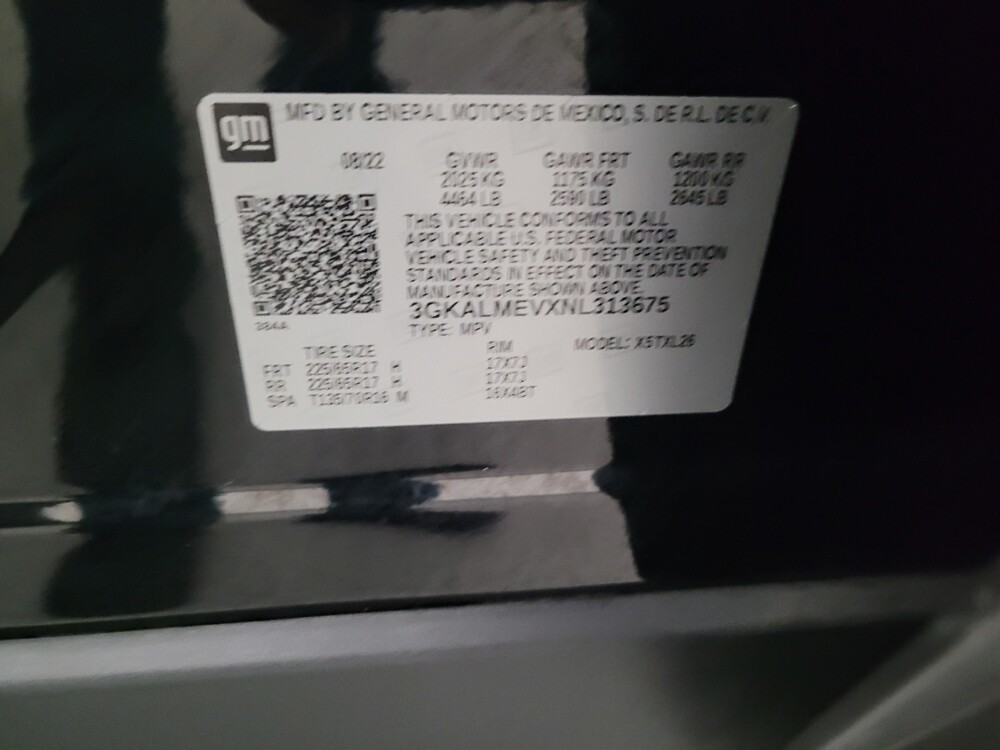 gm
MFD BY GENERAL MOTORS DE MEXICO, S. DE R.L. DE C.V.
08/22 GVWR GAWR FRT GAWR RR
2025 KG 1175 KG 1200 KG
4464 LB 2590 LB 2645 LB
THIS VEHICLE CONFORMS TO ALL
APPLICABLE U.S. FEDERAL MOTOR
VEHICLE SAFETY AND THEFT PREVENTION
STANDARDS IN EFFECT ON THE DATE OF
MANUFACTURE SHOWN ABOVE.
3GKALMEVXNL313675
384A
TYPE: MPV
TIRE SIZE RIM MODEL: X5TXL26
FRT 225/65R17 H 17X7J
RR 225/65R17 H 17X7J
SPA T135/70R16 M 16X4BT